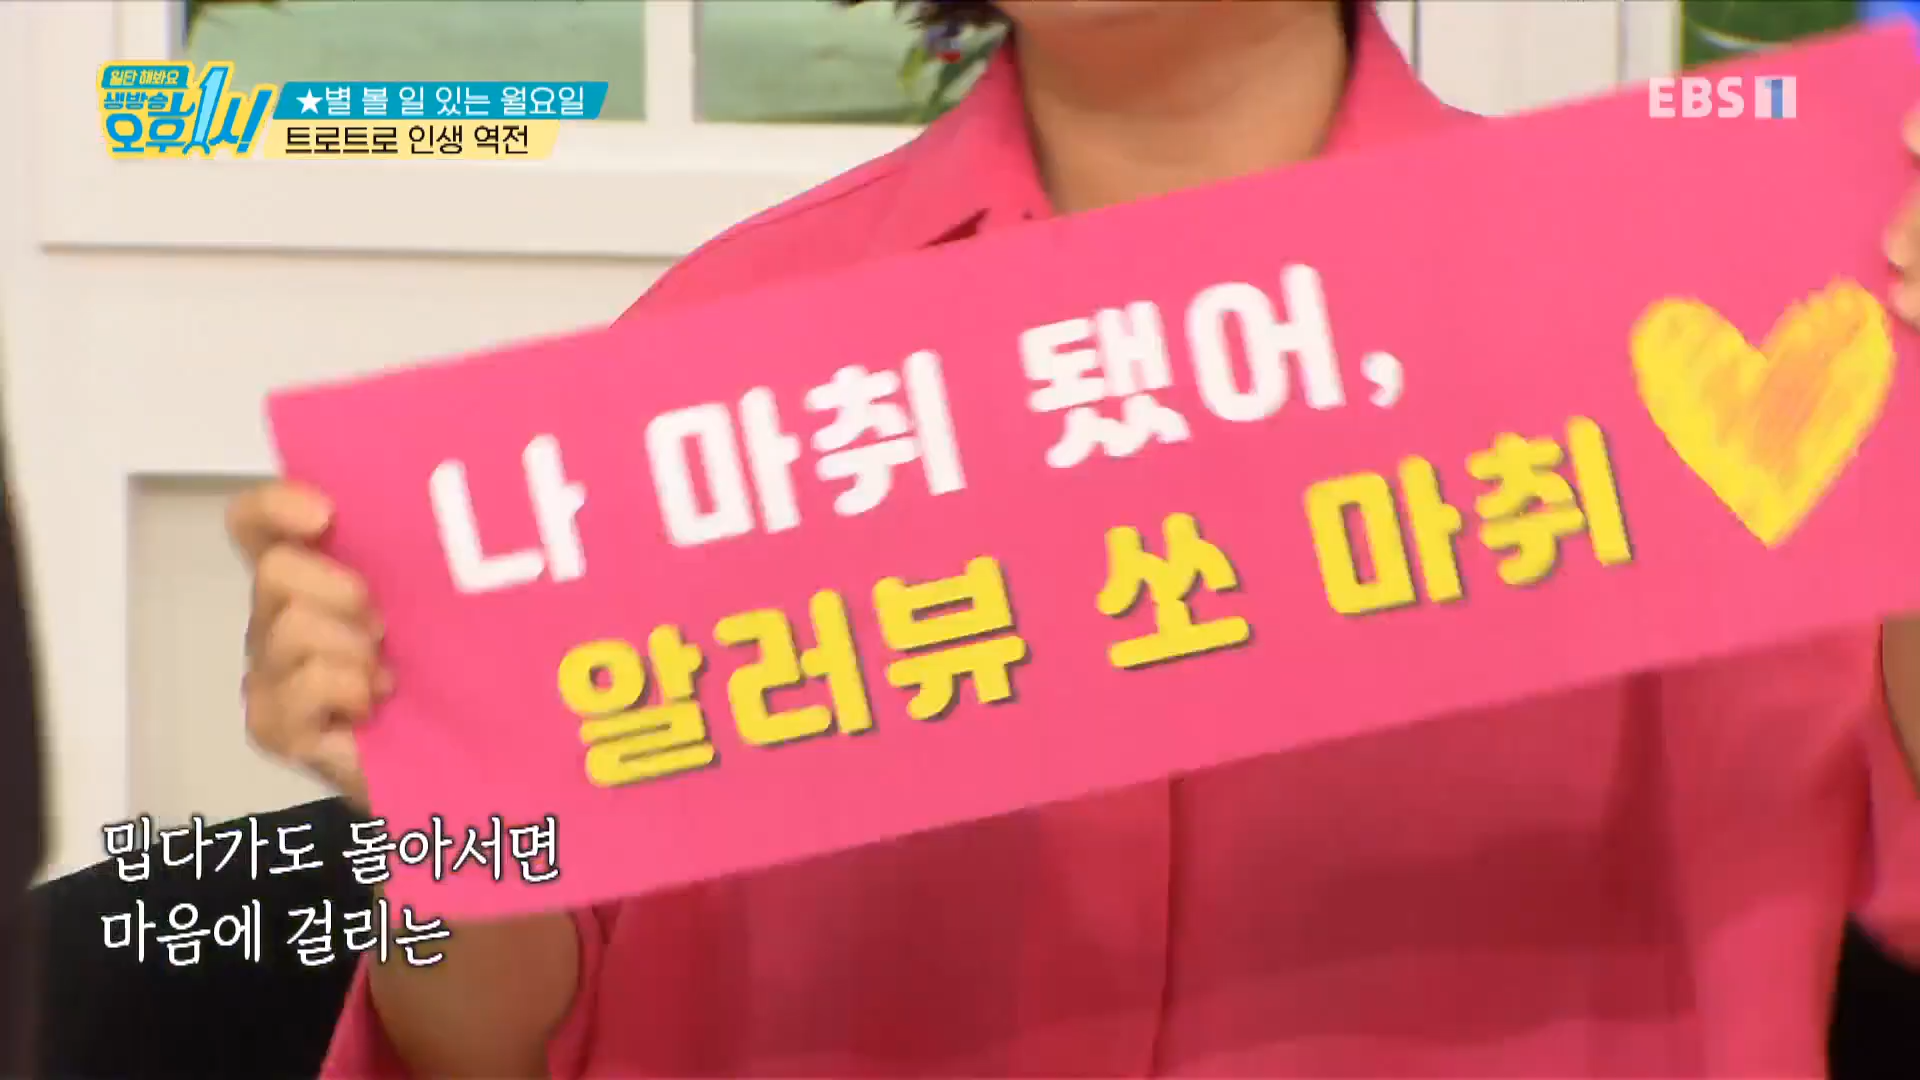 일단 해봐요
생방송
오후1시!
★별 볼 일 있는 월요일
트로트로 인생 역전
EBS 1
나 마취 됐어,
알러뷰 쏘 마취
밉다가도 돌아서면
마음에 걸리는